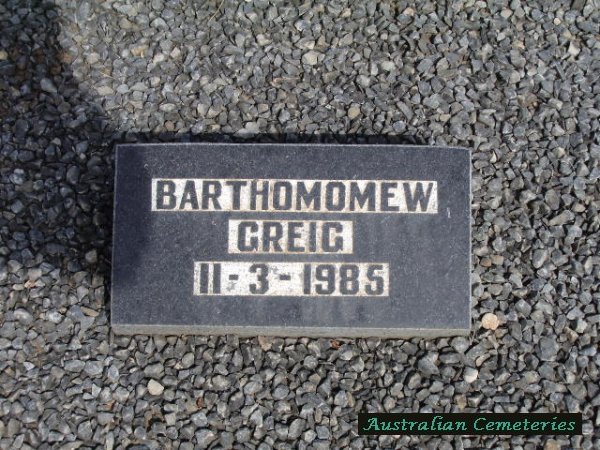 BARTHOMOMEW
GREIG
11-3-1985
Australian Cemeteries